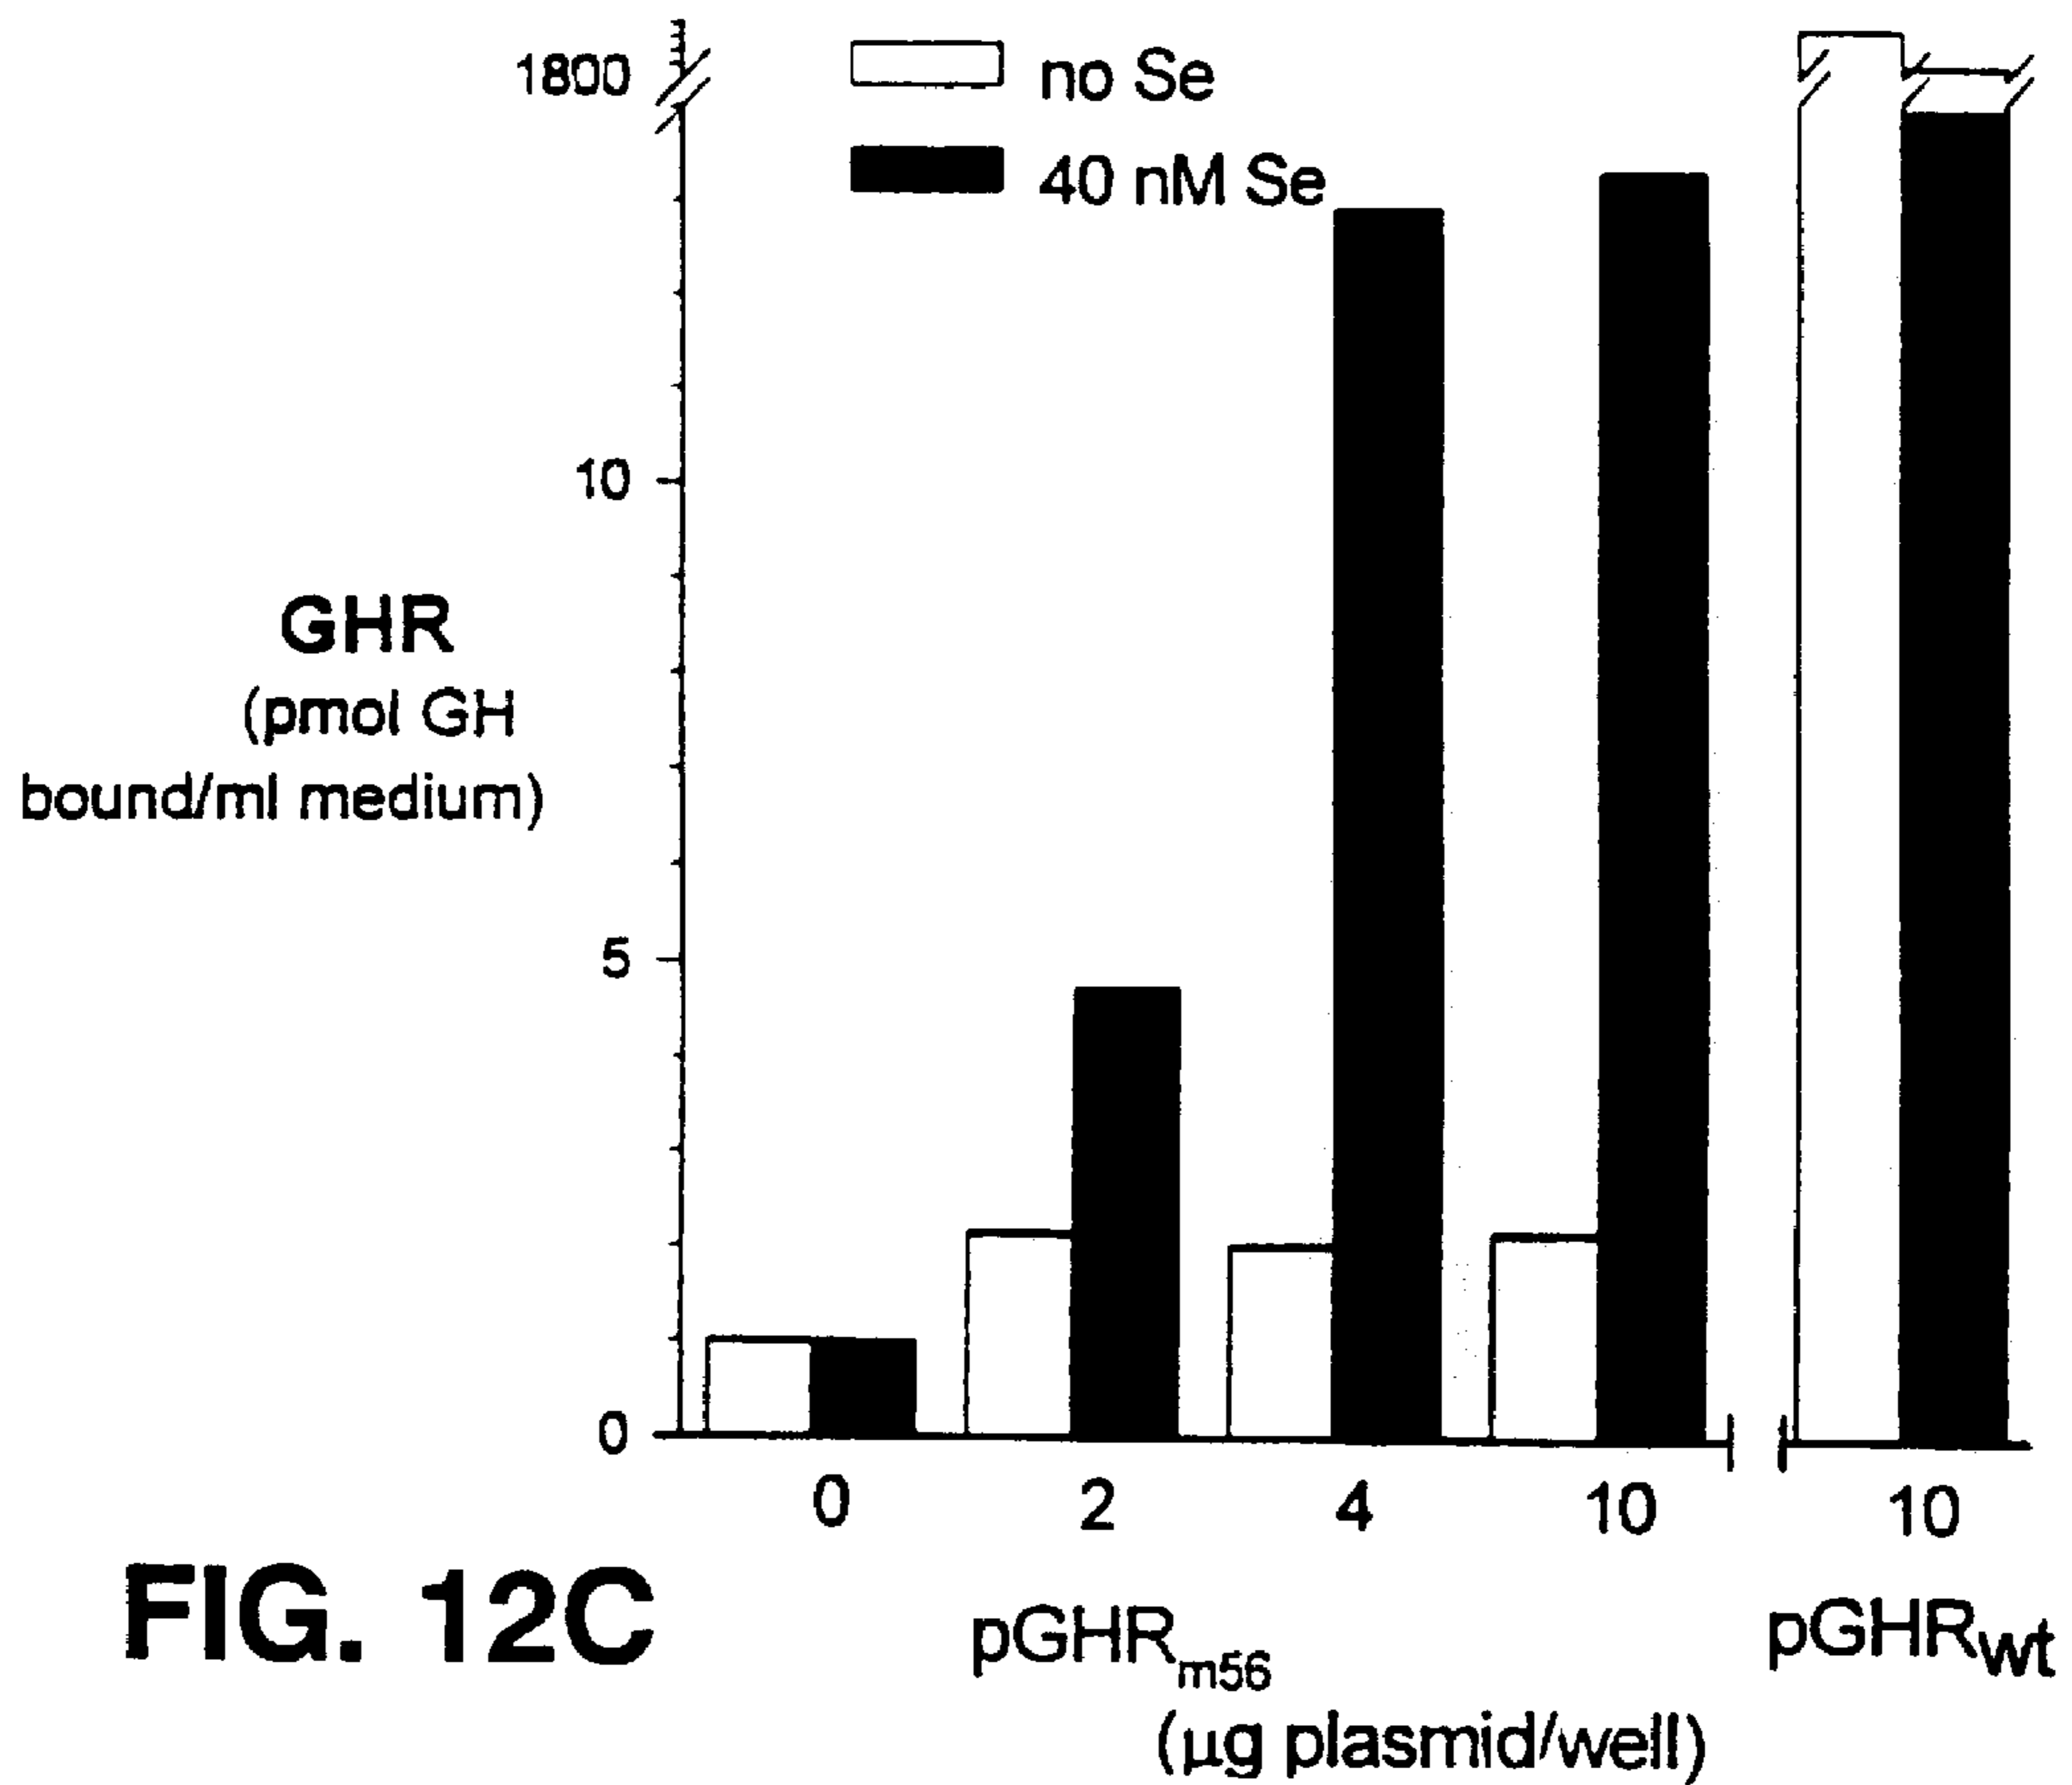 1800
no Se
40 nM Se
10
GHR
(pmol GH
bound/ml medium)
5
0
0 2 4 10 10
FIG. 12C
pGHRm56
pGHRwt
(µg plasmid/well)